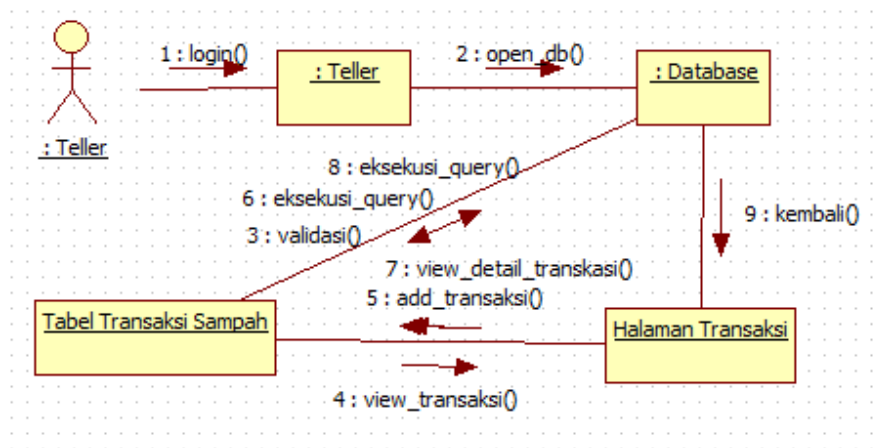 1 : login()
2 : open_db()
: Teller
: Database
: Teller
8 : eksekusi_query()
6 : eksekusi_query()
3 : validasi()
9 : kembali()
7 : view_detail_transkasi()
5 : add_transaksi()
Tabel Transaksi Sampah
Halaman Transaksi
4 : view_transaksi()